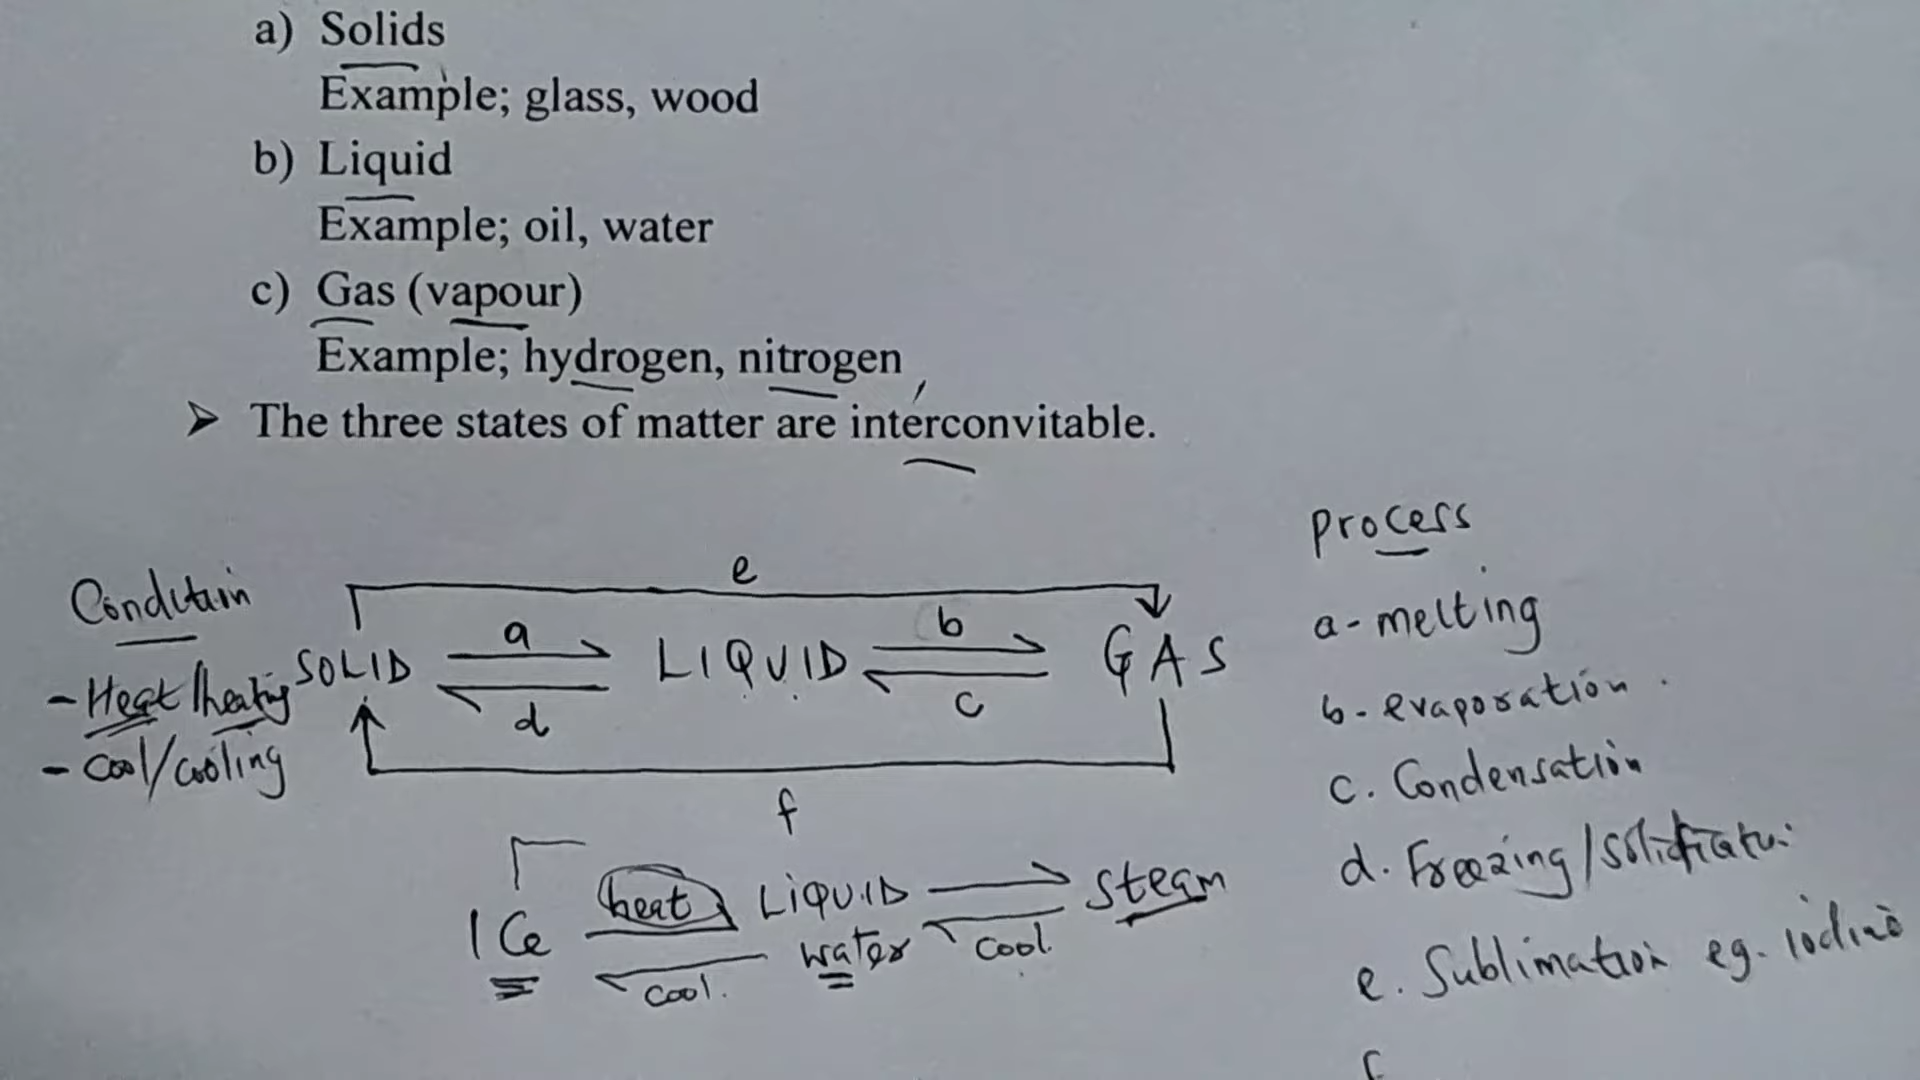 a) Solids
Example; glass, wood
b) Liquid
Example; oil, water
c) Gas (vapour)
Example; hydrogen, nitrogen
➤ The three states of matter are interconvitable.
Process
Condition
- Heat/heating
- Cool/cooling
e
SOLID a LIQUID b GAS
d c
f
ICe heat LIQUID steam
cool. water cool.
a - melting
b - evaporation.
c. Condensation
d. Freezing/
e. Sublimation eg. iodine
f